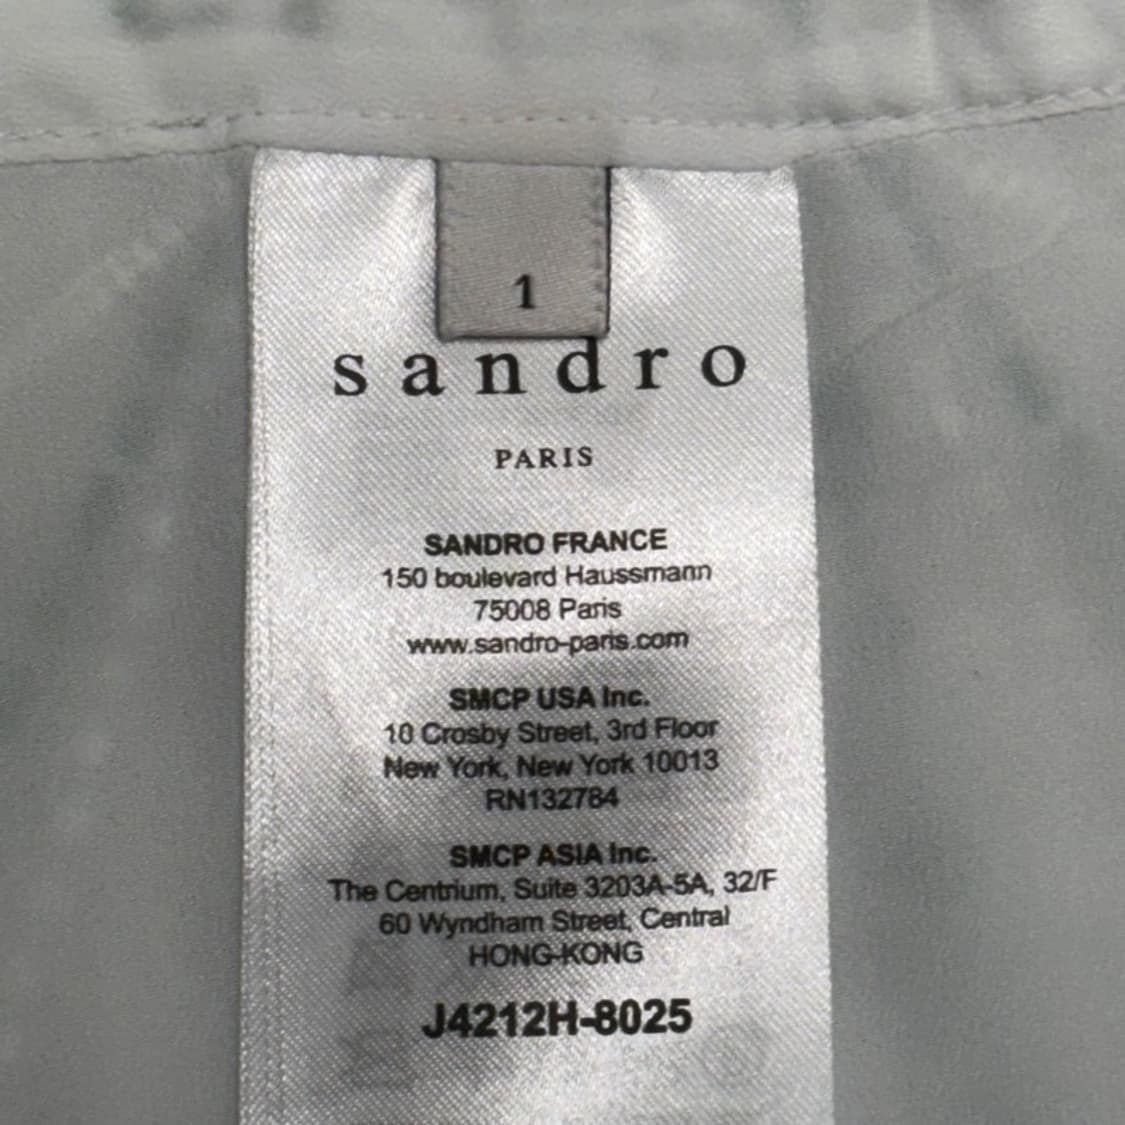 1
sandro
PARIS
SANDRO FRANCE
150 boulevard Haussmann
75008 Paris
www.sandro-paris.com
SMCP USA Inc.
10 Crosby Street, 3rd Floor
New York, New York 10013
RN132784
SMCP ASIA Inc.
The Centrium, Suite 3203A-5A, 32/F
60 Wyndham Street, Central
HONG-KONG
J4212H-8025